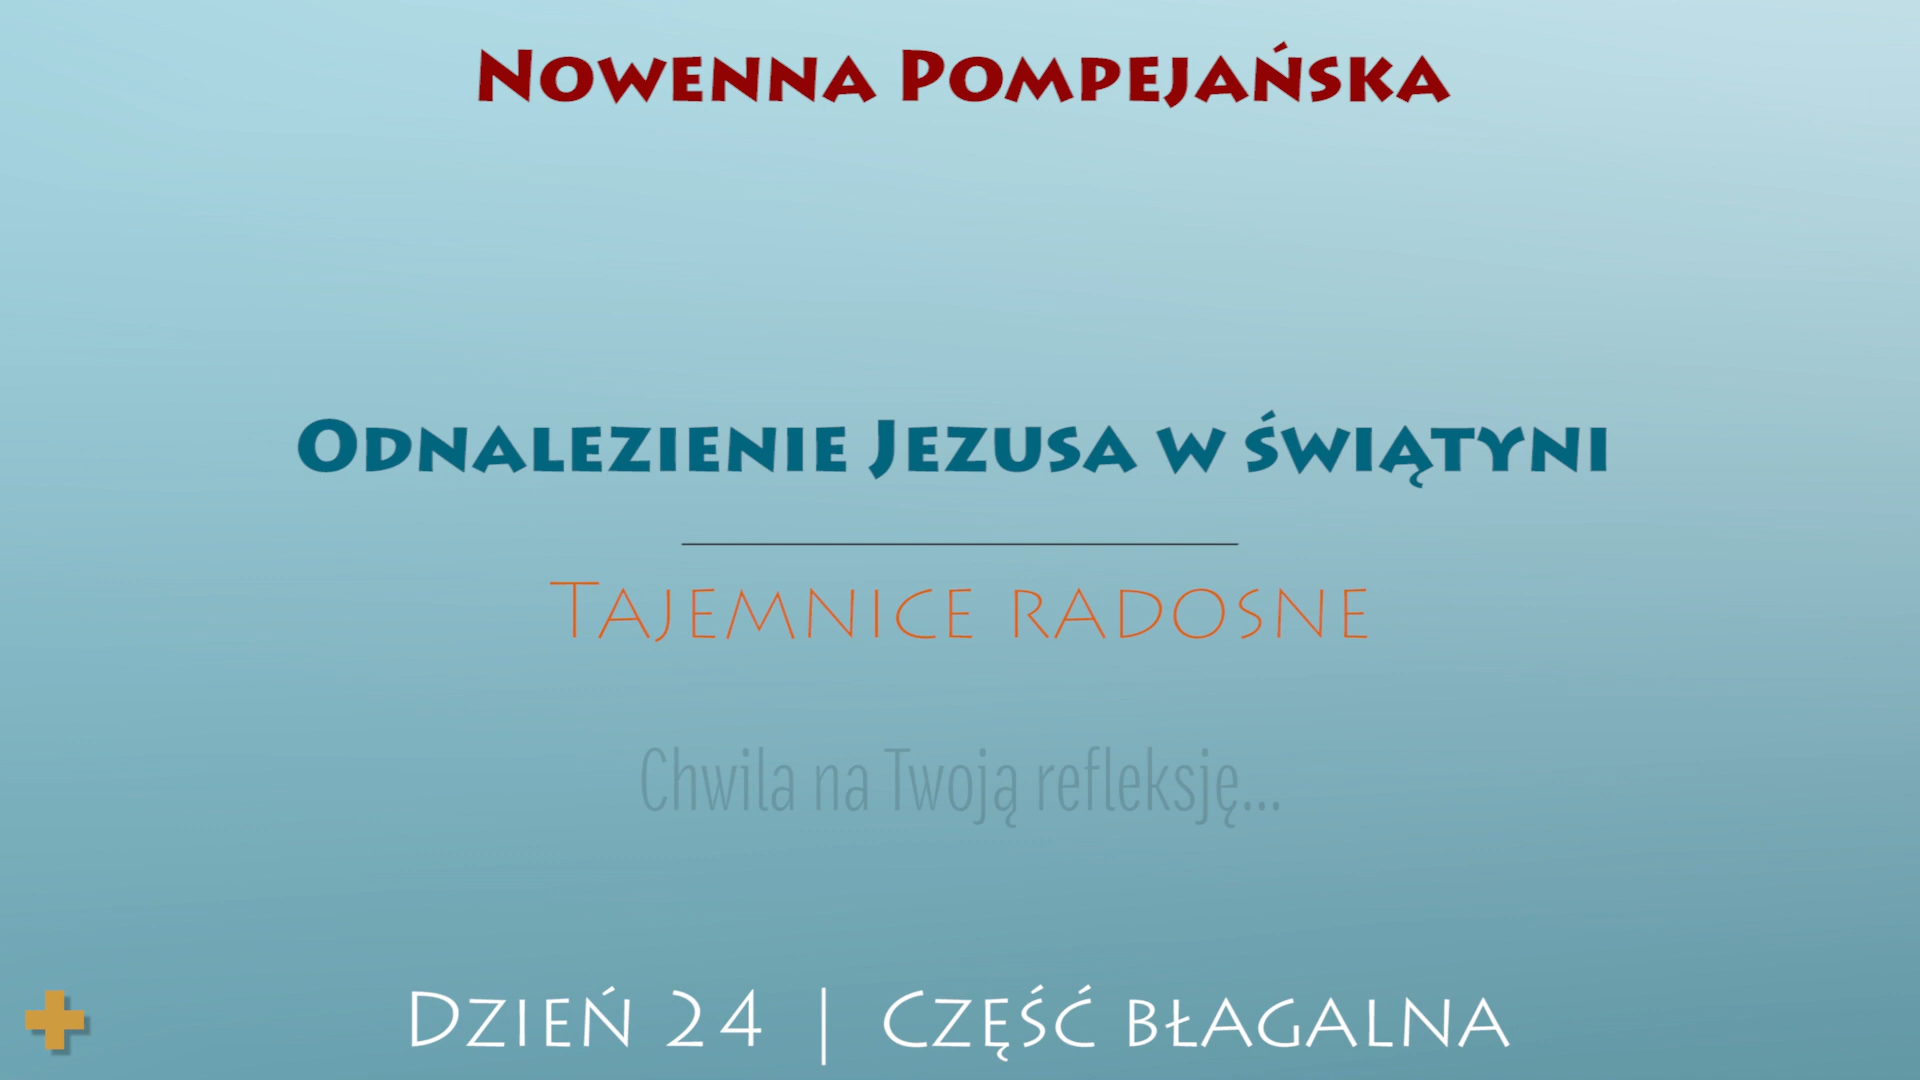 Nowenna Pompejańska
Odnalezienie Jezusa w świątyni
Tajemnice radosne
Chwila na Twoją refleksję...
Dzień 24 | Część błagalna